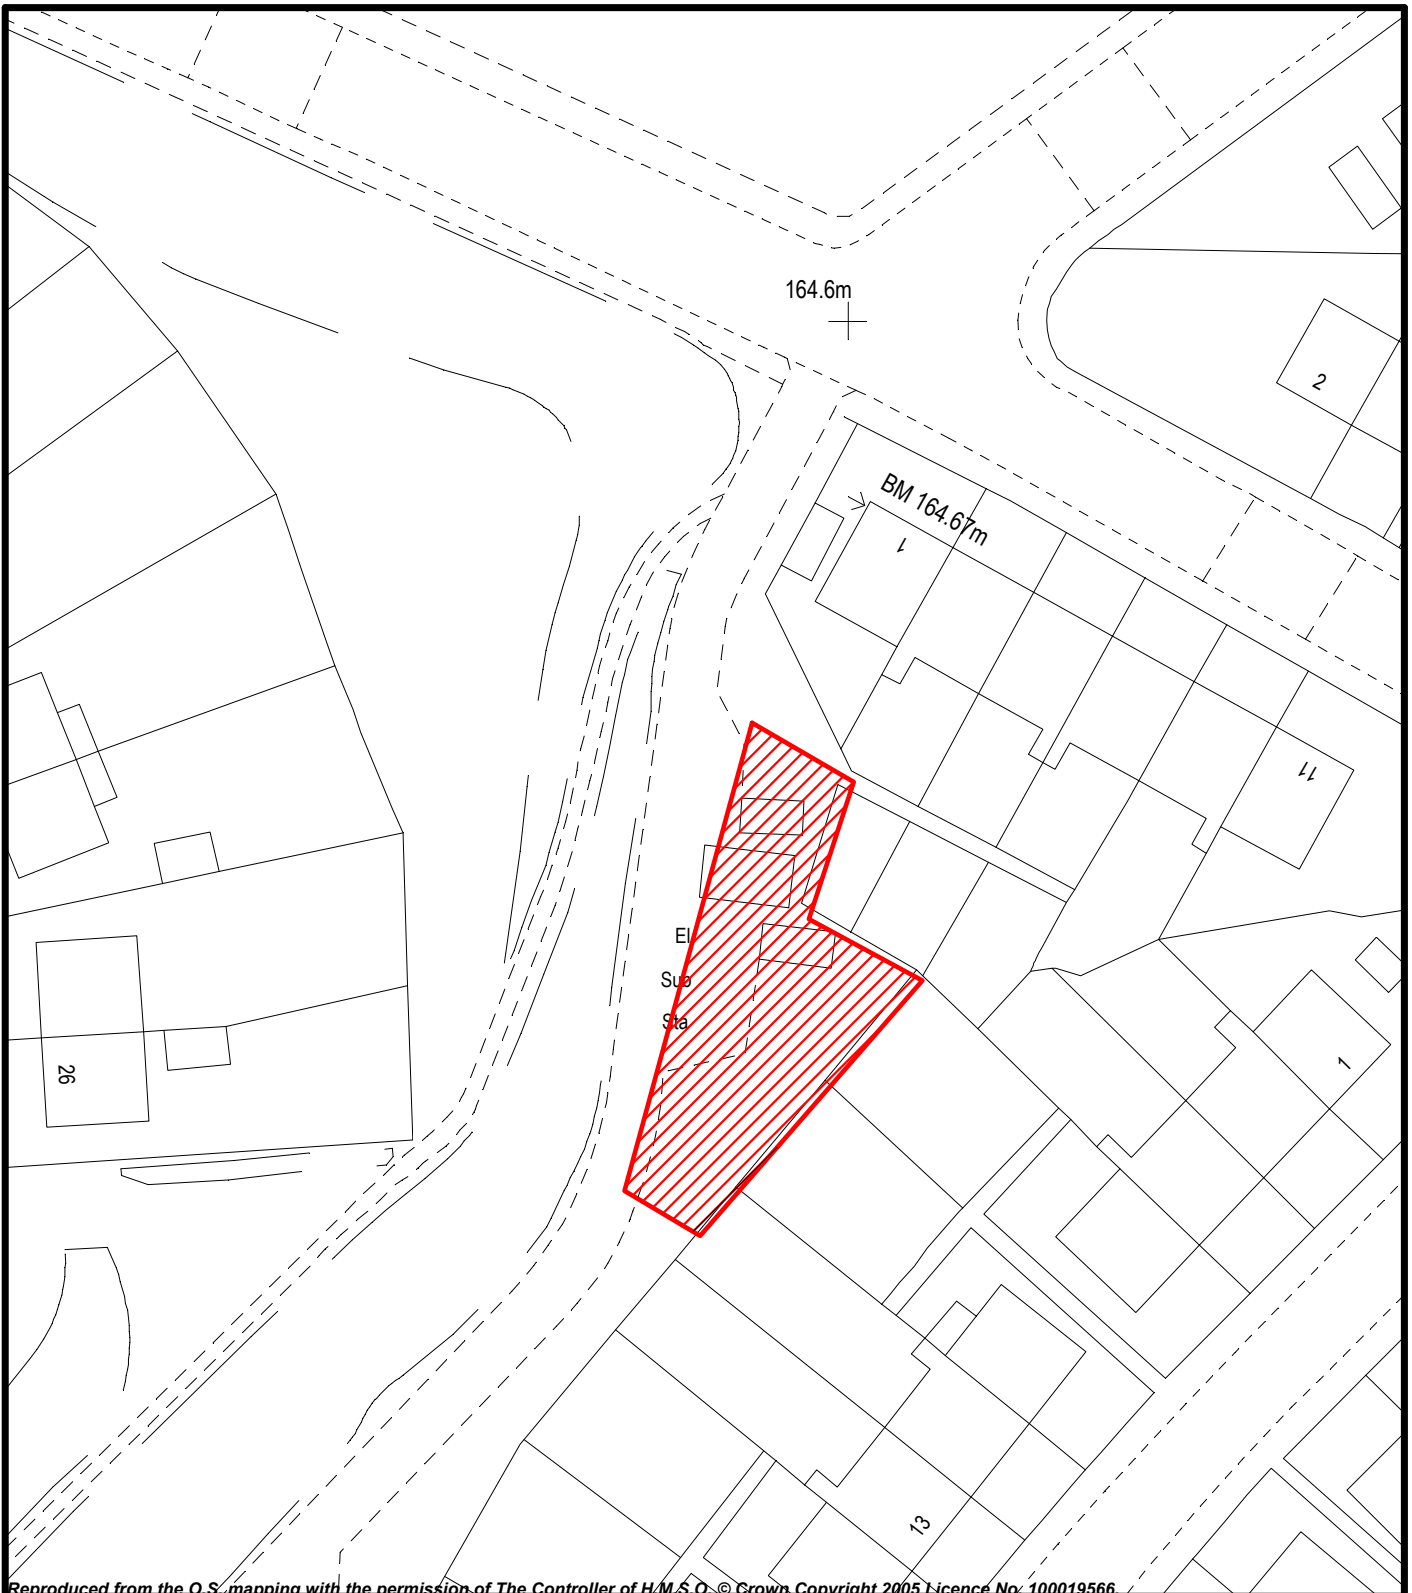 164.6m
2
BM 164.67m
1
11
El
Sub
Sta
26
1
13
Reproduced from the O.S. mapping with the permission of The Controller of H.M.S.O. © Crown Copyright 2005 Licence No. 100019566.